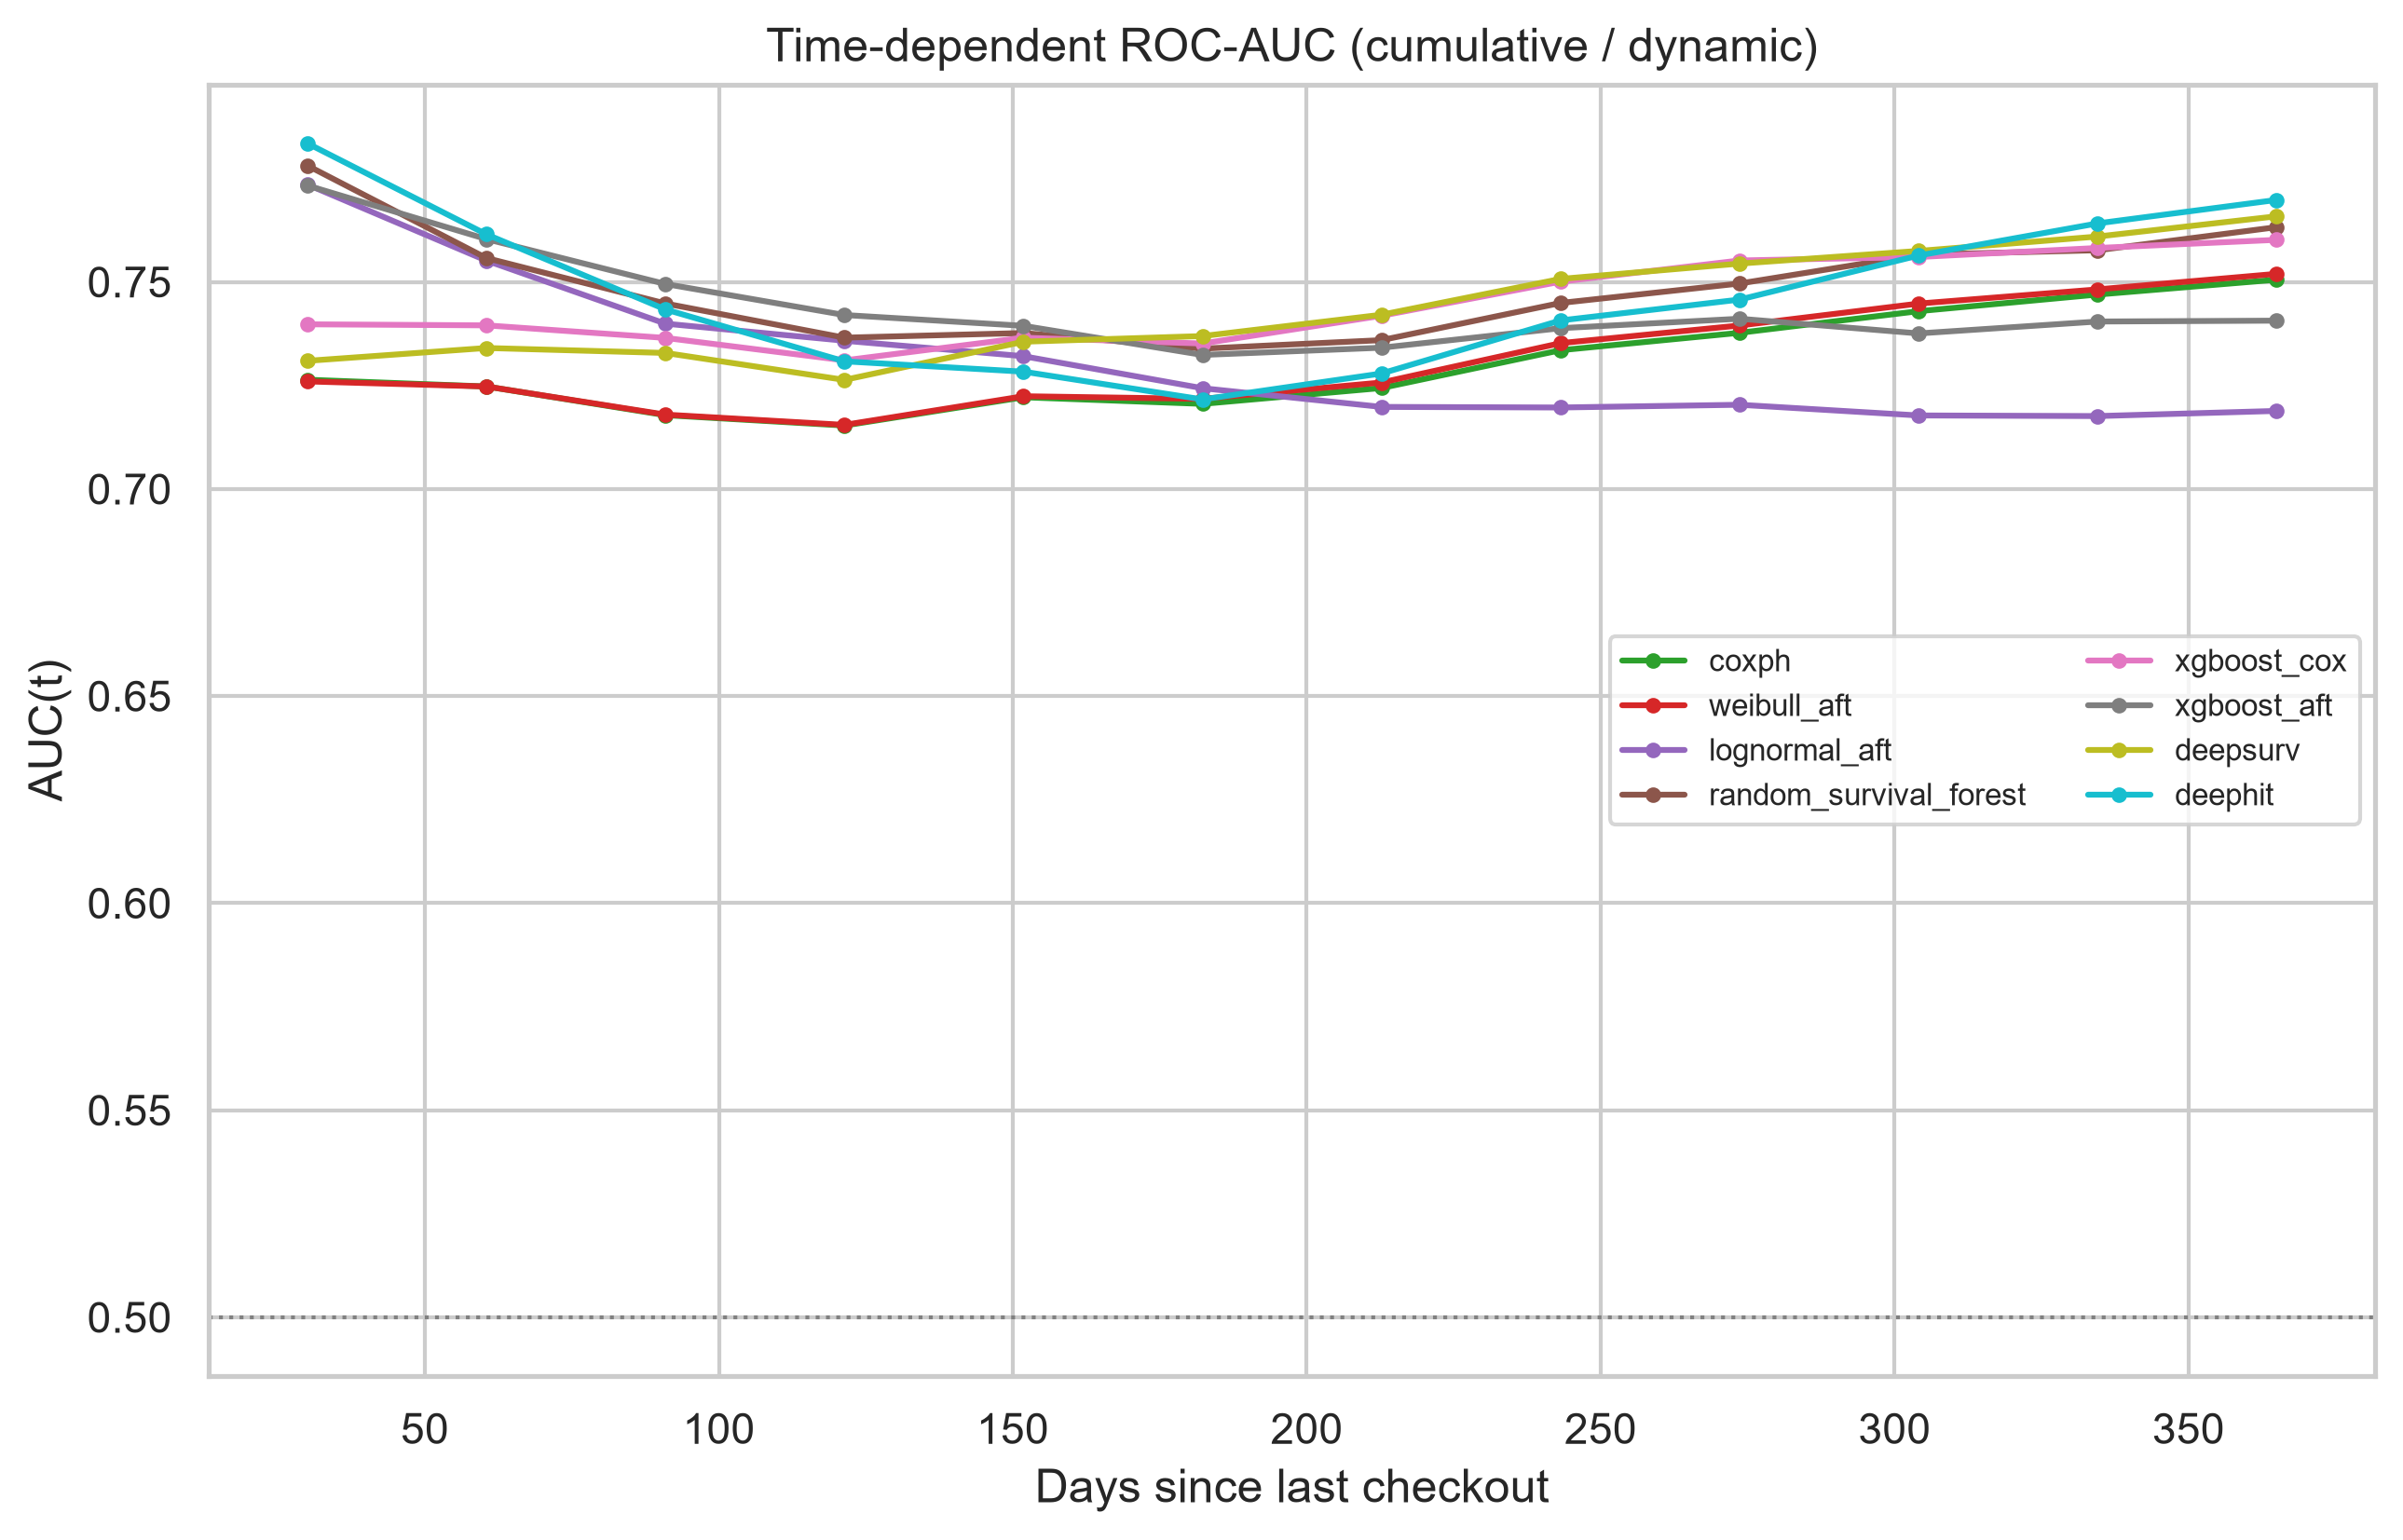 Time-dependent ROC-AUC (cumulative / dynamic)
AUC(t)
0.75
0.70
0.65
0.60
0.55
0.50
coxph
weibull_aft
lognormal_aft
random_survival_forest
xgboost_cox
xgboost_aft
deepsurv
deephit
50 100 150 200 250 300 350
Days since last checkout